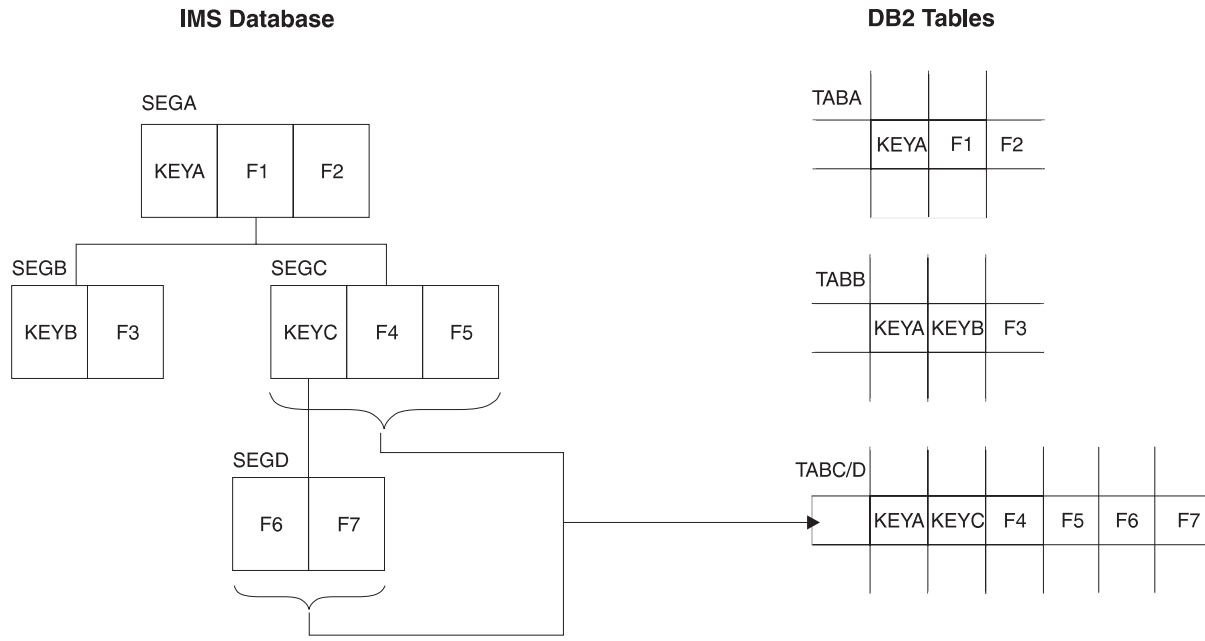 IMS Database
DB2 Tables
SEGA
KEYA F1 F2
SEGB
KEYB F3
SEGC
KEYC F4 F5
SEGD
F6 F7
TABA
KEYA F1 F2
TABB
KEYA KEYB F3
TABC/D
KEYA KEYC F4 F5 F6 F7